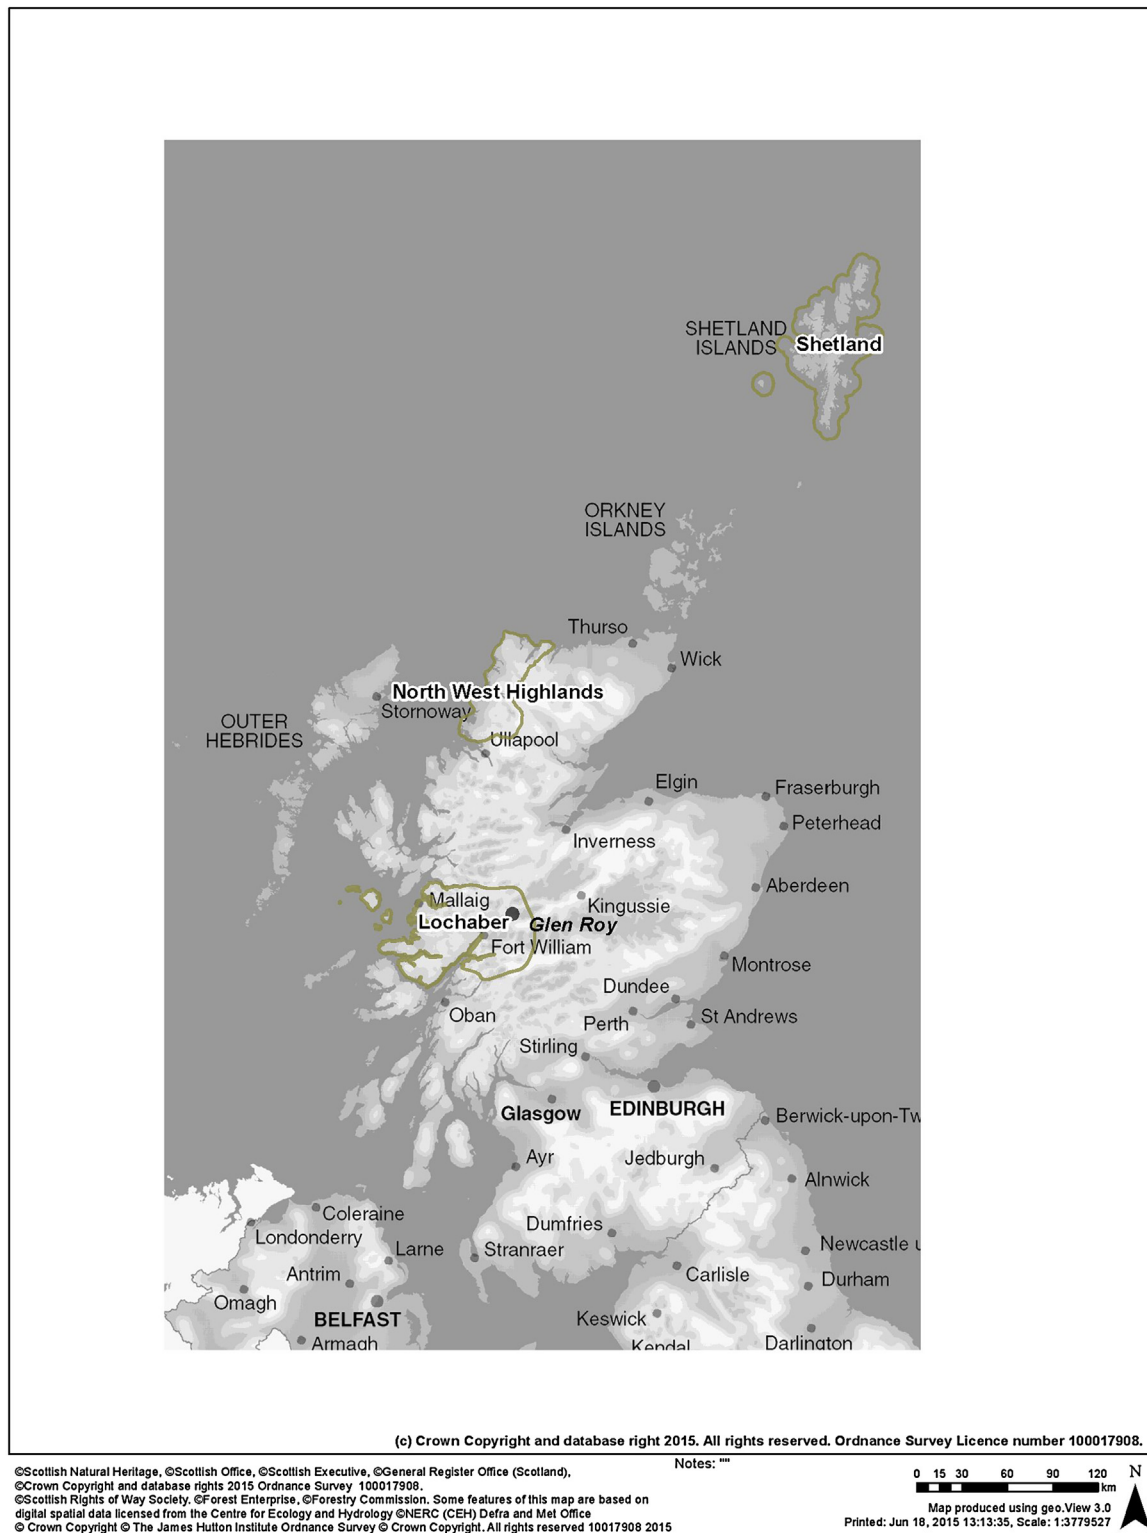 SHETLAND
ISLANDS
Shetland
ORKNEY
ISLANDS
Thurso
Wick
North West Highlands
Stornoway
OUTER
HEBRIDES
Ullapool
Elgin
Fraserburgh
Peterhead
Inverness
Aberdeen
Mallaig
Kingussie
Lochaber
Glen Roy
Fort William
Montrose
Dundee
Oban
Perth
St Andrews
Stirling
Glasgow
EDINBURGH
Berwick-upon-Tw
Ayr
Jedburgh
Alnwick
Coleraine
Dumfries
Londonderry
Larne
Stranraer
Newcastle u
Antrim
Carlisle
Durham
Omagh
BELFAST
Keswick
Armagh
Kendal
Darlington
(c) Crown Copyright and database right 2015. All rights reserved. Ordnance Survey Licence number 100017908.
Notes: ""
©Scottish Natural Heritage, ©Scottish Office, ©Scottish Executive, ©General Register Office (Scotland),
©Crown Copyright and database rights 2015 Ordnance Survey 100017908.
©Scottish Rights of Way Society. ©Forest Enterprise, ©Forestry Commission. Some features of this map are based on
digital spatial data licensed from the Centre for Ecology and Hydrology ©NERC (CEH) Defra and Met Office
© Crown Copyright © The James Hutton Institute Ordnance Survey © Crown Copyright. All rights reserved 10017908 2015
0 15 30 60 90 120
km
N
Map produced using geo.View 3.0
Printed: Jun 18, 2015 13:13:35, Scale: 1:3779527